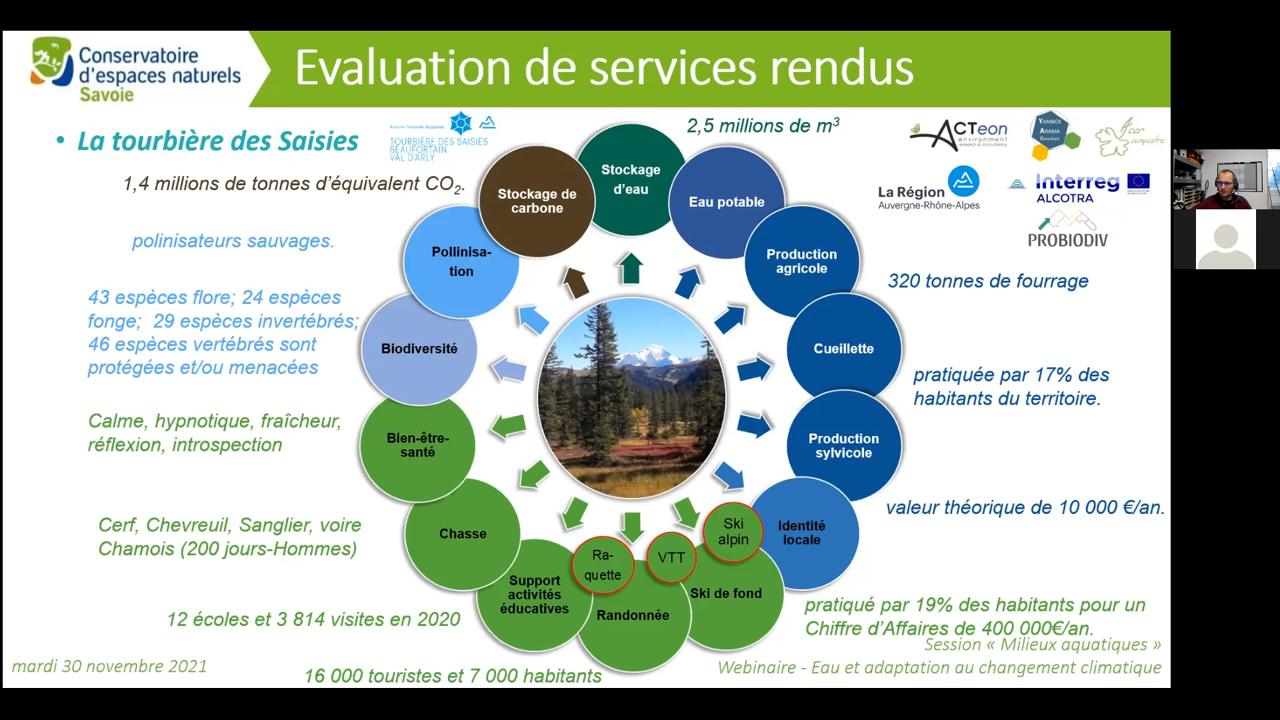 Conservatoire
d'espaces naturels
Savoie
Evaluation de services rendus
• La tourbière des Saisies
TOURBIÈRE DES SAISIES
BEAUFORTAIN
VAL D'ARLY
2,5 millions de m³
ACTeon
environment
research & consultancy
YANNICK
ARAMA
La Région
Auvergne-Rhône-Alpes
Interreg
ALCOTRA
PROBIODIV
1,4 millions de tonnes d'équivalent CO₂.
polinisateurs sauvages.
43 espèces flore; 24 espèces
fonge; 29 espèces invertébrés;
46 espèces vertébrés sont
protégées et/ou menacées
Calme, hypnotique, fraîcheur,
réflexion, introspection
Cerf, Chevreuil, Sanglier, voire
Chamois (200 jours-Hommes)
12 écoles et 3 814 visites en 2020
16 000 touristes et 7 000 habitants
Stockage
d'eau
Eau potable
Production
agricole
Cueillette
Production
sylvicole
Identité
locale
Ski
alpin
Ski de fond
VTT
Randonnée
Ra-
quette
Support
activités
éducatives
Chasse
Bien-être-
santé
Biodiversité
Pollinisa-
tion
Stockage de
carbone
320 tonnes de fourrage
pratiquée par 17% des
habitants du territoire.
valeur théorique de 10 000 €/an.
pratiqué par 19% des habitants pour un
Chiffre d'Affaires de 400 000€/an.
mardi 30 novembre 2021
Session « Milieux aquatiques »
Webinaire - Eau et adaptation au changement climatique